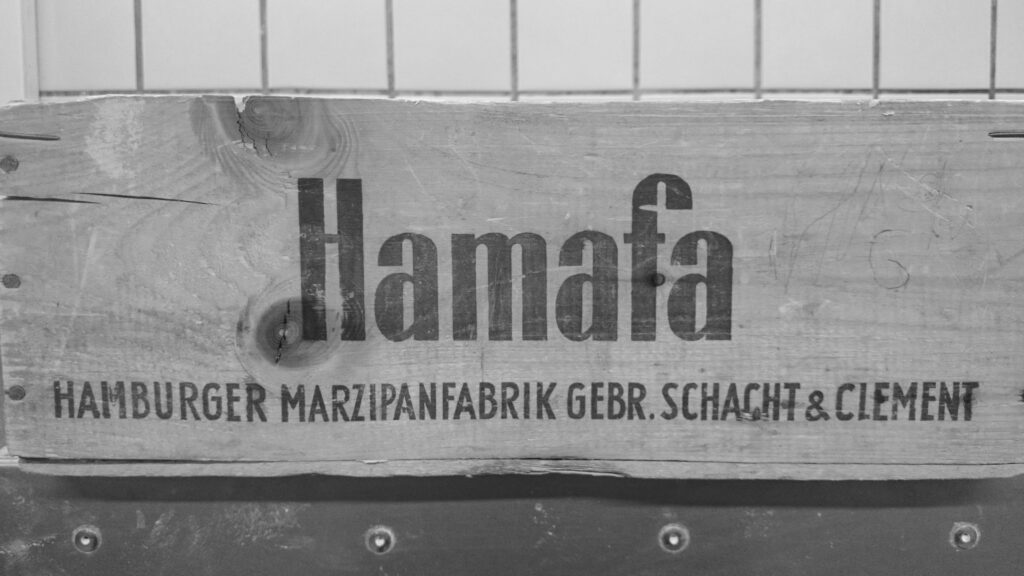 Hamafa
HAMBURGER MARZIPANFABRIK GEBR. SCHACHT & CLEMENT